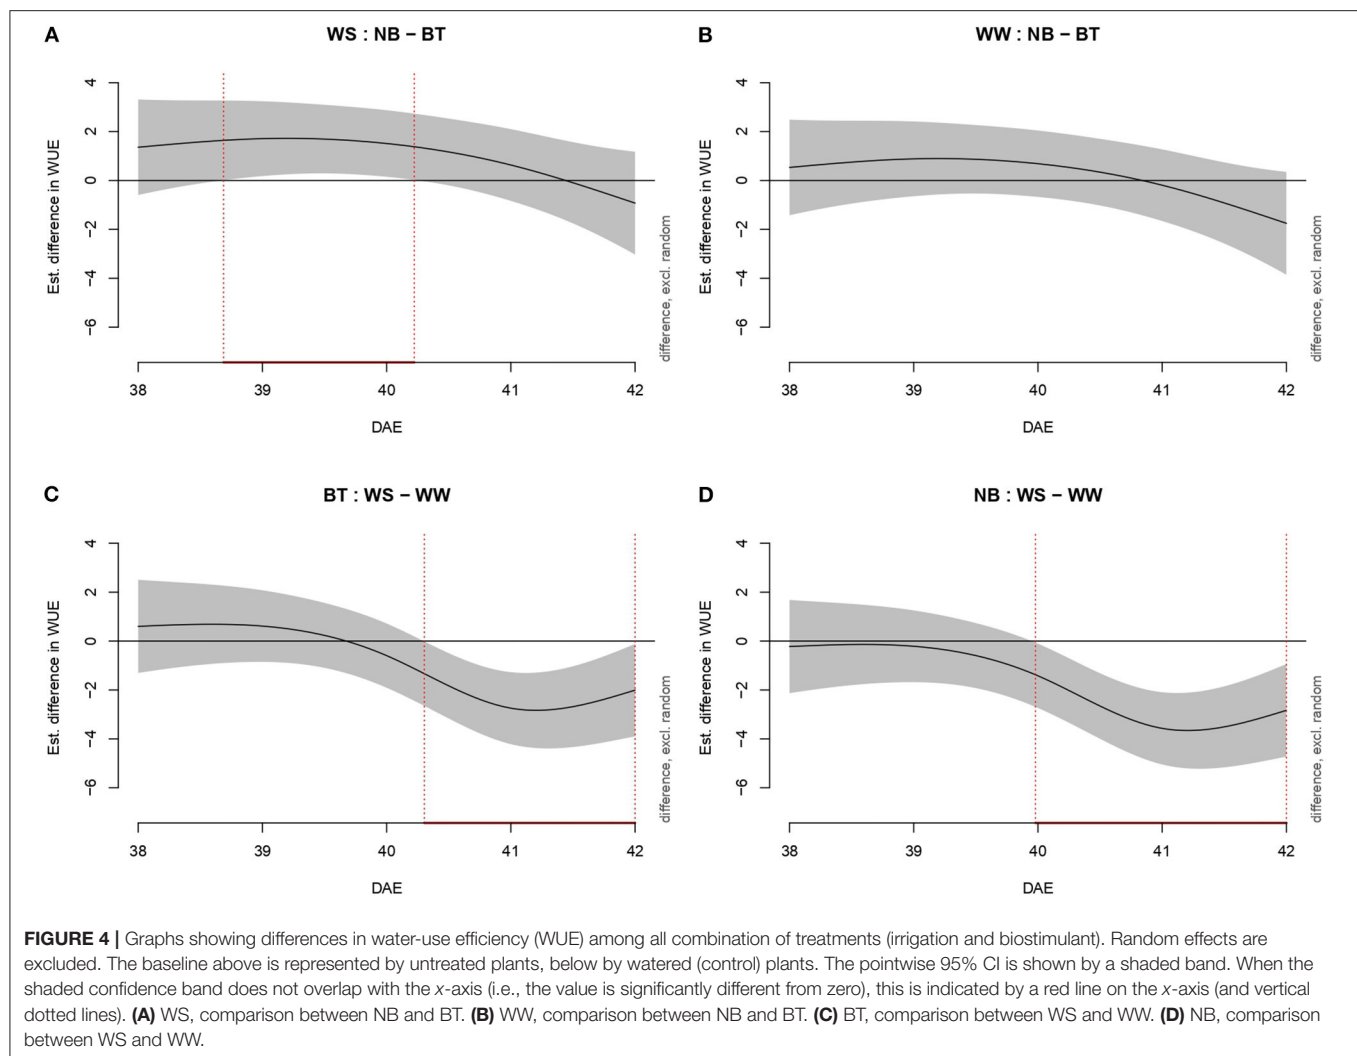 A
WS : NB − BT
Est. difference in WUE
4
2
0
−2
−4
−6
38
39
40
41
42
DAE
difference, excl. random
B
WW : NB − BT
Est. difference in WUE
4
2
0
−2
−4
−6
38
39
40
41
42
DAE
difference, excl. random
C
BT : WS − WW
Est. difference in WUE
4
2
0
−2
−4
−6
38
39
40
41
42
DAE
difference, excl. random
D
NB : WS − WW
Est. difference in WUE
4
2
0
−2
−4
−6
38
39
40
41
42
DAE
difference, excl. random
FIGURE 4 | Graphs showing differences in water-use efficiency (WUE) among all combination of treatments (irrigation and biostimulant). Random effects are
excluded. The baseline above is represented by untreated plants, below by watered (control) plants. The pointwise 95% CI is shown by a shaded band. When the
shaded confidence band does not overlap with the x-axis (i.e., the value is significantly different from zero), this is indicated by a red line on the x-axis (and vertical
dotted lines). (A) WS, comparison between NB and BT. (B) WW, comparison between NB and BT. (C) BT, comparison between WS and WW. (D) NB, comparison
between WS and WW.